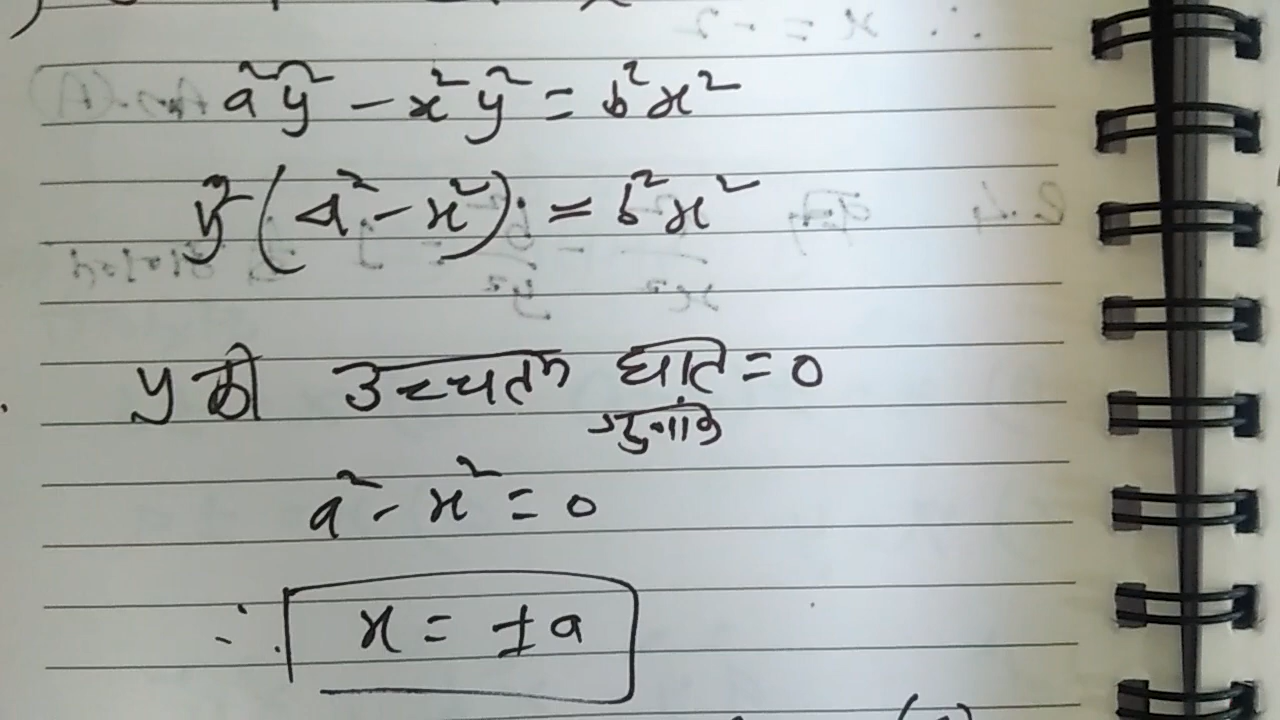 a²y² - x²y² = b²x²
y²(a² - x²) = b²x²
y की उच्चतम घात = 0
गुणांक
a² - x² = 0
∴ x = ±a